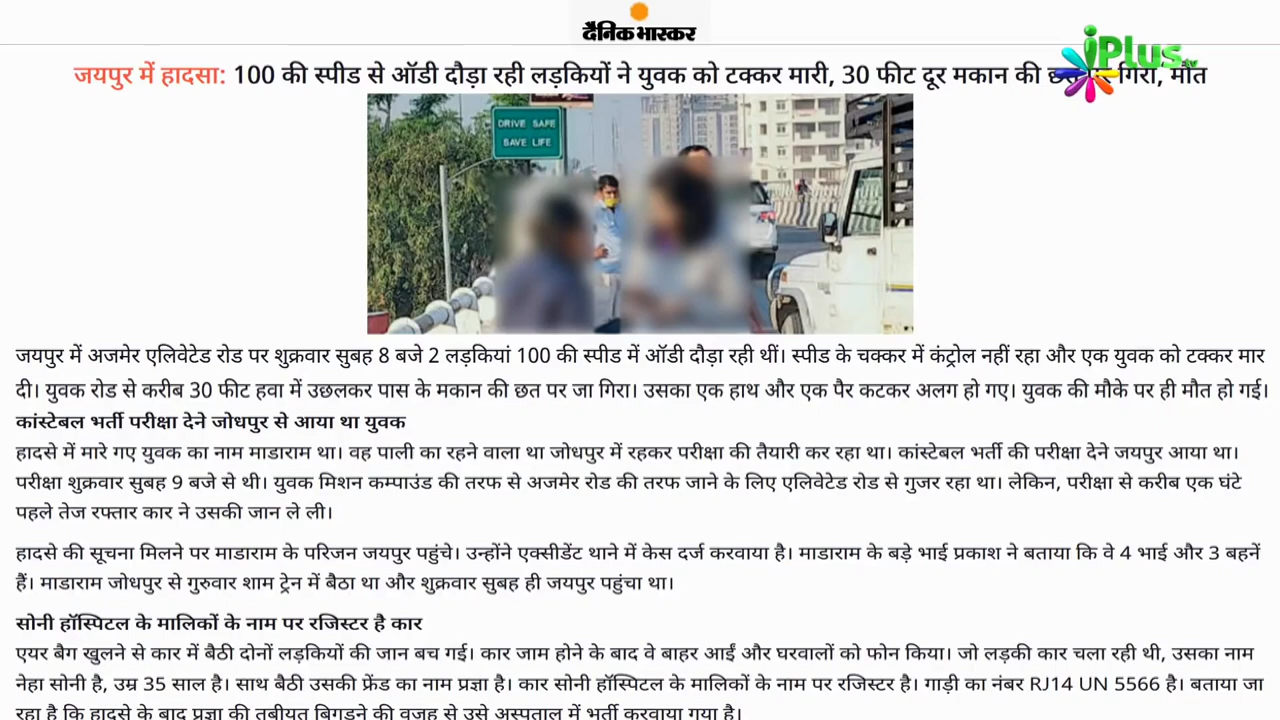 दैनिक भास्कर
iPlus TV
जयपुर में हादसा: 100 की स्पीड से ऑडी दौड़ा रही लड़कियों ने युवक को टक्कर मारी, 30 फीट दूर मकान की गिरा, मौत
DRIVE SAFE
SAVE LIFE
जयपुर में अजमेर एलिवेटेड रोड पर शुक्रवार सुबह 8 बजे 2 लड़कियां 100 की स्पीड में ऑडी दौड़ा रही थीं। स्पीड के चक्कर में कंट्रोल नहीं रहा और एक युवक को टक्कर मार
दी। युवक रोड से करीब 30 फीट हवा में उछलकर पास के मकान की छत पर जा गिरा। उसका एक हाथ और एक पैर कटकर अलग हो गए। युवक की मौके पर ही मौत हो गई।
कांस्टेबल भर्ती परीक्षा देने जोधपुर से आया था युवक
हादसे में मारे गए युवक का नाम माडाराम था। वह पाली का रहने वाला था जोधपुर में रहकर परीक्षा की तैयारी कर रहा था। कांस्टेबल भर्ती की परीक्षा देने जयपुर आया था।
परीक्षा शुक्रवार सुबह 9 बजे से थी। युवक मिशन कम्पाउंड की तरफ से अजमेर रोड की तरफ जाने के लिए एलिवेटेड रोड से गुजर रहा था। लेकिन, परीक्षा से करीब एक घंटे
पहले तेज रफ्तार कार ने उसकी जान ले ली।
हादसे की सूचना मिलने पर माडाराम के परिजन जयपुर पहुंचे। उन्होंने एक्सीडेंट थाने में केस दर्ज करवाया है। माडाराम के बड़े भाई प्रकाश ने बताया कि वे 4 भाई और 3 बहनें
हैं। माडाराम जोधपुर से गुरुवार शाम ट्रेन में बैठा था और शुक्रवार सुबह ही जयपुर पहुंचा था।
सोनी हॉस्पिटल के मालिकों के नाम पर रजिस्टर है कार
एयर बैग खुलने से कार में बैठी दोनों लड़कियों की जान बच गई। कार जाम होने के बाद वे बाहर आईं और घरवालों को फोन किया। जो लड़की कार चला रही थी, उसका नाम
नेहा सोनी है, उम्र 35 साल है। साथ बैठी उसकी फ्रेंड का नाम प्रज्ञा है। कार सोनी हॉस्पिटल के मालिकों के नाम पर रजिस्टर है। गाड़ी का नंबर RJ14 UN 5566 है। बताया जा
रहा है कि हादसे के बाद प्रज्ञा की तबीयत बिगड़ने की वजह से उसे अस्पताल में भर्ती करवाया गया है।